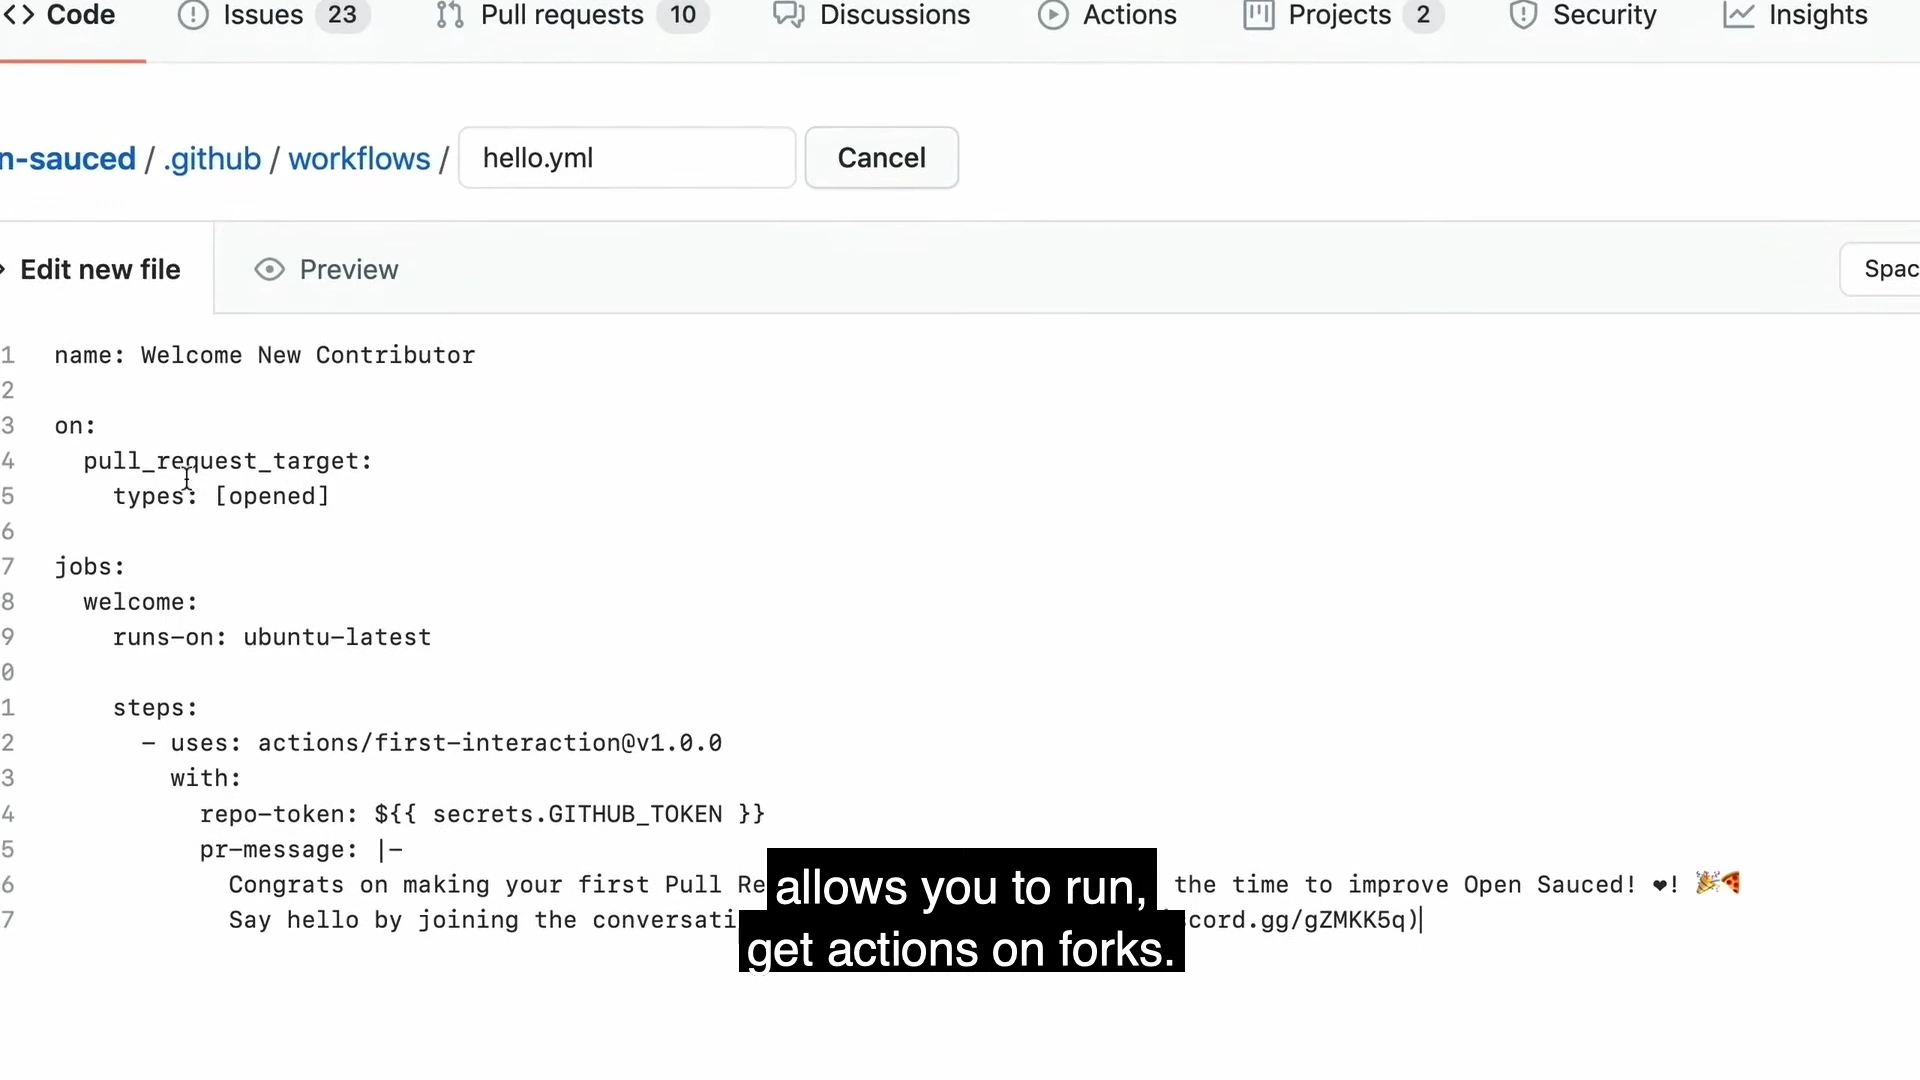 <> Code Issues 23 Pull requests 10 Discussions Actions Projects 2 Security Insights
n-sauced / .github / workflows / hello.yml Cancel
Edit new file Preview Spac
1 name: Welcome New Contributor
2
3 on:
4 pull_request_target:
5 types: [opened]
6
7 jobs:
8 welcome:
9 runs-on: ubuntu-latest
0
1 steps:
2 - uses: actions/first-interaction@v1.0.0
3 with:
4 repo-token: ${{ secrets.GITHUB_TOKEN }}
5 pr-message: |-
6 Congrats on making your first Pull Re the time to improve Open Sauced! ❤! 🎉🍕
7 Say hello by joining the conversati scord.gg/gZMKK5q)
allows you to run,
get actions on forks.